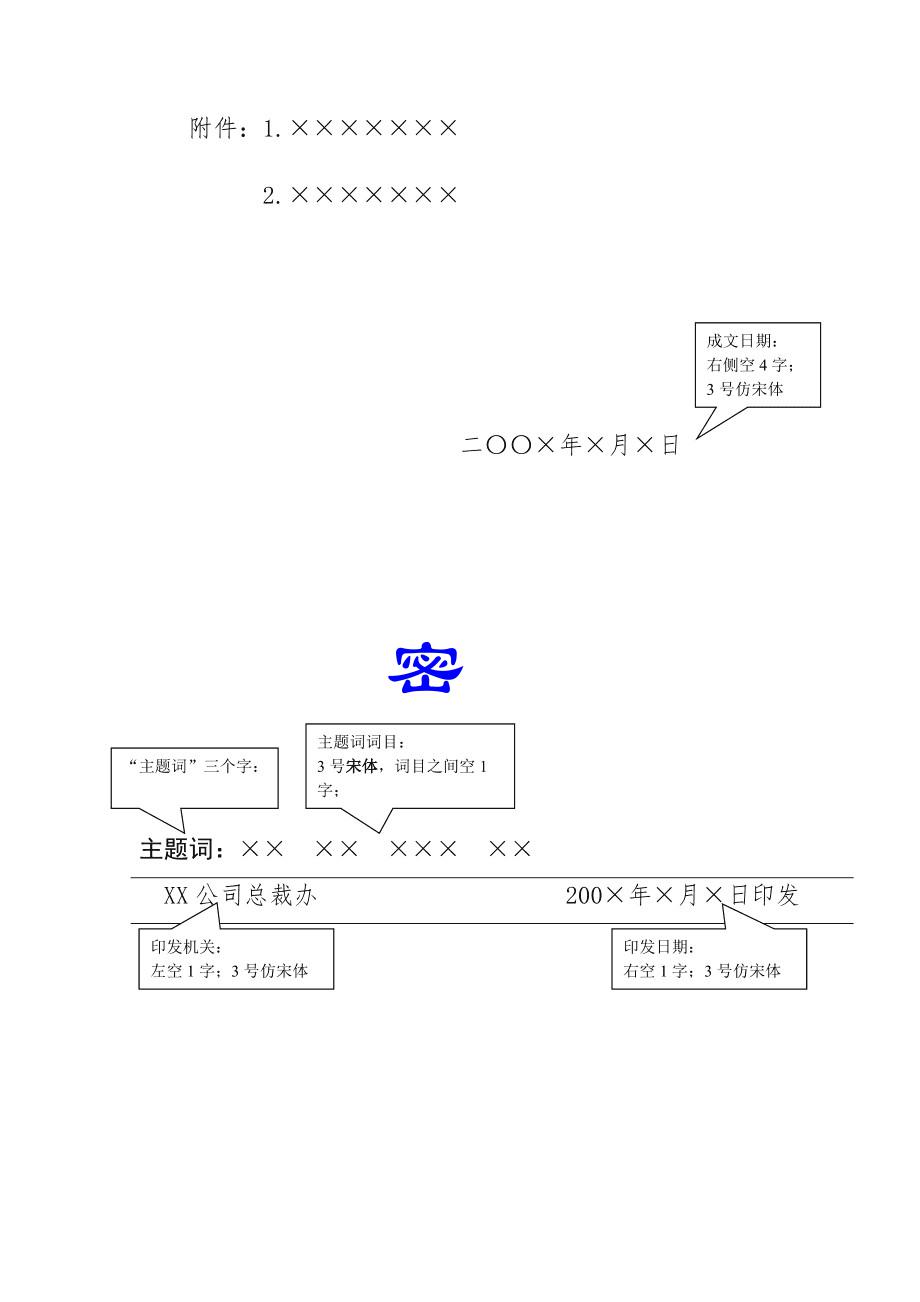 附件：1.×××××××
2.×××××××
成文日期：
右侧空 4 字；
3 号仿宋体
二〇〇×年×月×日
密
主题词词目：
3 号宋体，词目之间空 1
字；
“主题词”三个字：
主题词：×× ×× ××× ××
XX 公司总裁办 200×年×月×日印发
印发机关：
左空 1 字；3 号仿宋体
印发日期：
右空 1 字；3 号仿宋体